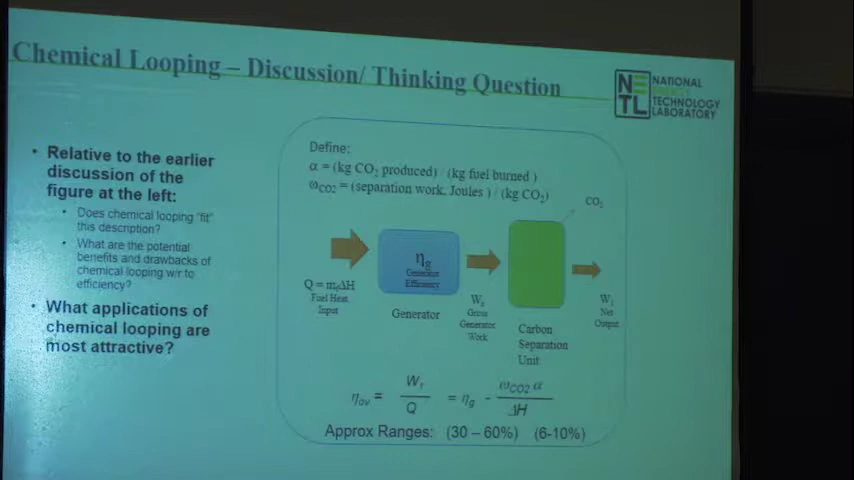 Chemical Looping – Discussion/ Thinking Question
NATIONAL
ENERGY
TECHNOLOGY
LABORATORY
NE
TL
• Relative to the earlier
discussion of the
figure at the left:
• Does chemical looping "fit"
this description?
• What are the potential
benefits and drawbacks of
chemical looping w/r to
efficiency?
• What applications of
chemical looping are
most attractive?
Define:
α = (kg CO2 produced) / (kg fuel burned )
ωCO2 = (separation work, Joules ) / (kg CO2)
CO2
ηg
Generator
Efficiency
Q = mfΔH
Fuel Heat
Input
Generator
Wg
Gross
Generator
Work
Carbon
Separation
Unit
Net
Output
ηov = W / Q = ηg - ωCO2 α / ΔH
Approx Ranges: (30 – 60%) (6-10%)